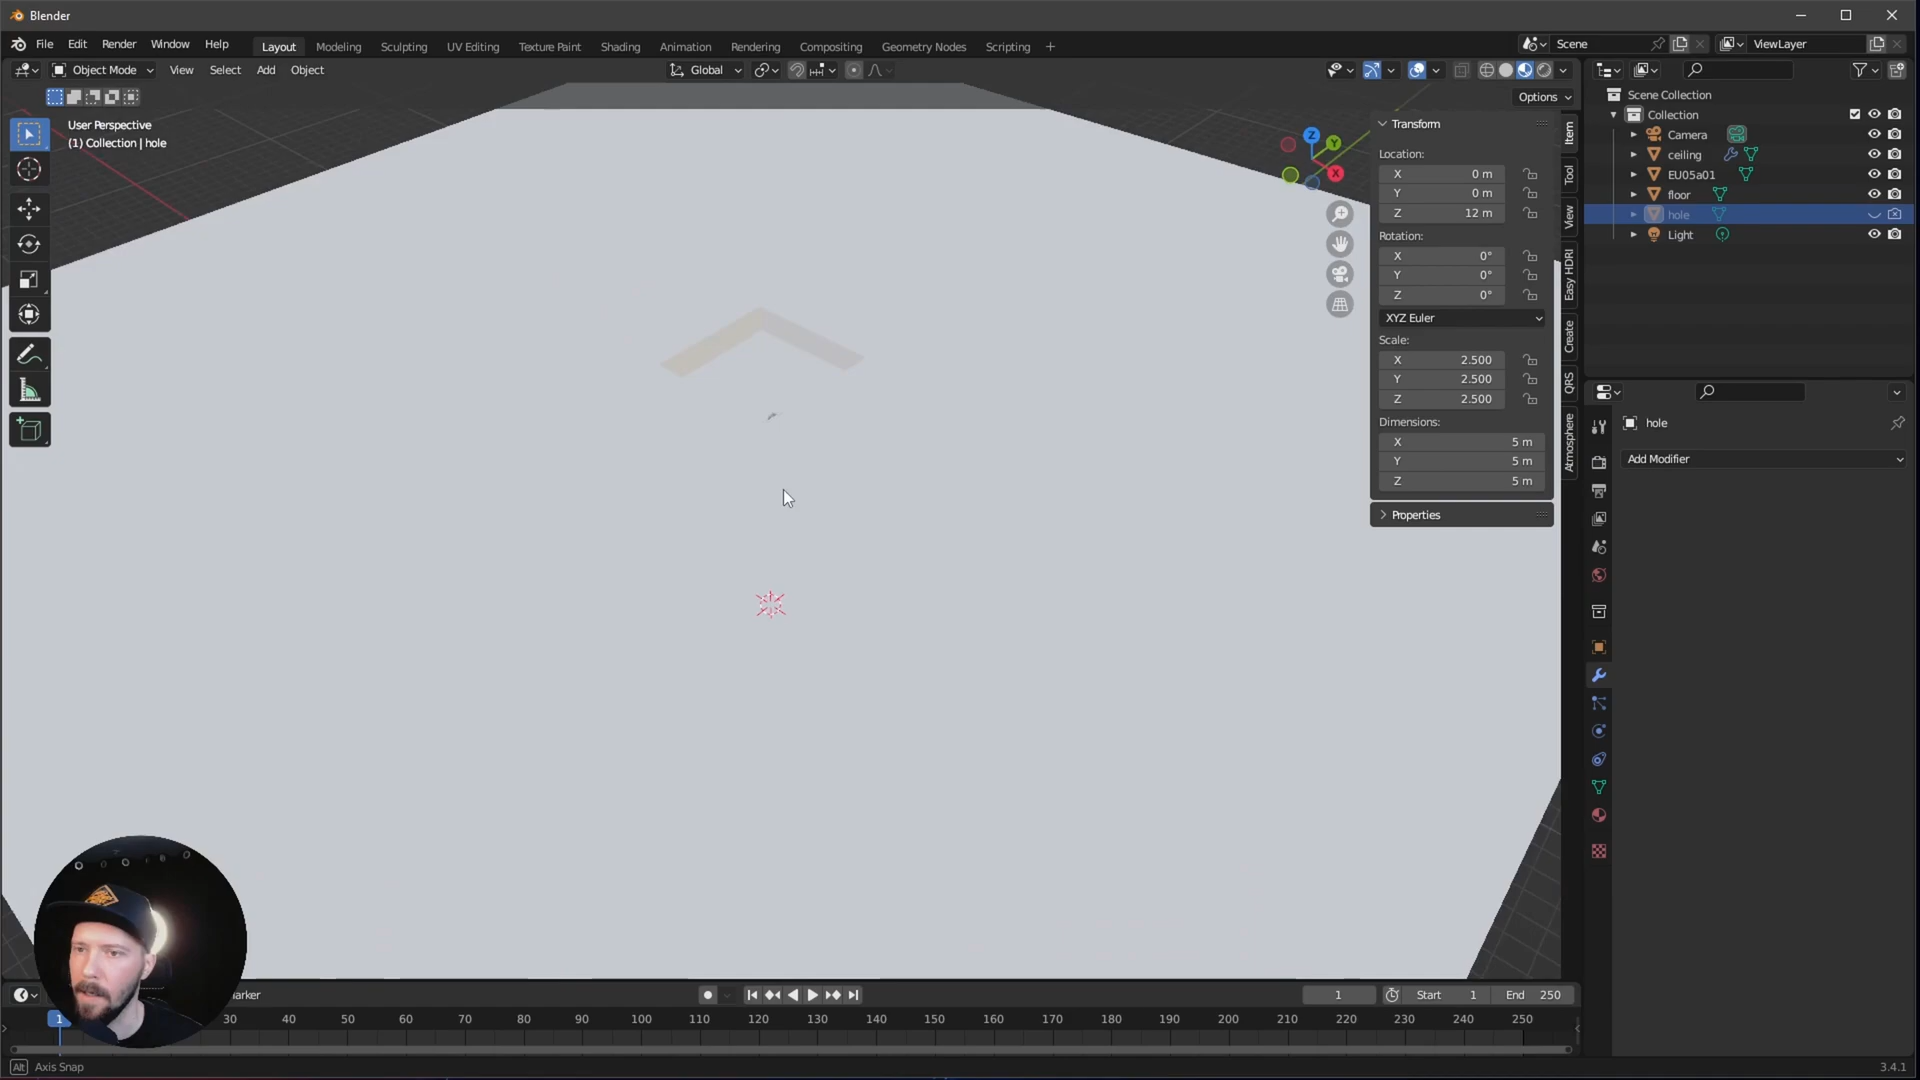 Blender
File Edit Render Window Help Layout Modeling Sculpting UV Editing Texture Paint Shading Animation Rendering Compositing Geometry Nodes Scripting + Scene ViewLayer
Object Mode View Select Add Object Global
Options
User Perspective
(1) Collection | hole
Z
Y
X
Transform
Location:
X 0 m
Y 0 m
Z 12 m
Rotation:
X 0°
Y 0°
Z 0°
XYZ Euler
Scale:
X 2.500
Y 2.500
Z 2.500
Dimensions:
X 5 m
Y 5 m
Z 5 m
Properties
Item
Tool
View
Easy HDRI
Create
QRS
Atmosphere
Scene Collection
Collection
Camera
ceiling
EU05a01
floor
hole
Light
hole
Add Modifier
arker
1 Start 1 End 250
1 30 40 50 60 70 80 90 100 110 120 130 140 150 160 170 180 190 200 210 220 230 240 250
Alt Axis Snap
3.4.1